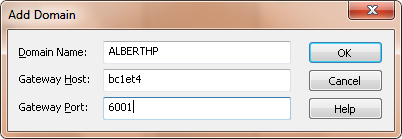 Add Domain
Domain Name: ALBERTHP OK
Gateway Host: bc1et4 Cancel
Gateway Port: 6001 Help